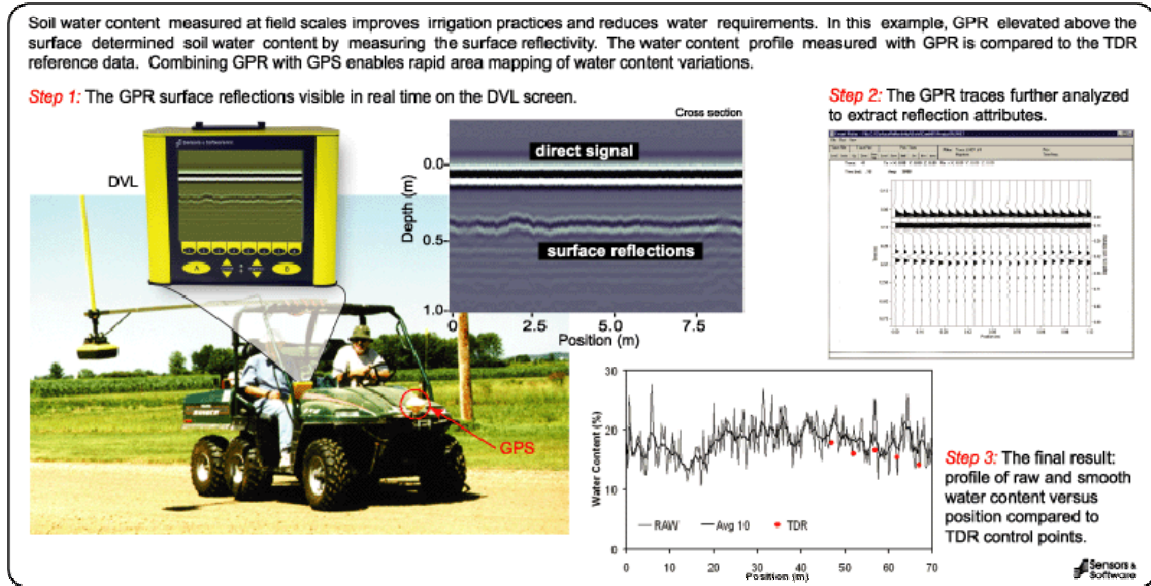 Soil water content measured at field scales improves irrigation practices and reduces water requirements. In this example, GPR elevated above the
surface determined soil water content by measuring the surface reflectivity. The water content profile measured with GPR is compared to the TDR
reference data. Combining GPR with GPS enables rapid area mapping of water content variations.
Step 1: The GPR surface reflections visible in real time on the DVL screen.
Step 2: The GPR traces further analyzed
to extract reflection attributes.
Cross section
direct signal
surface reflections
Depth (m)
0.0
0.5
1.0
0 2.5 5.0 7.5
Position (m)
DVL
Sensors & Software
A B
GPS
Water Content (%)
30
20
10
0
RAW Avg 10 TDR
0 10 20 30 40 50 60 70
Position (m)
Step 3: The final result:
profile of raw and smooth
water content versus
position compared to
TDR control points.
Sensors &
Software